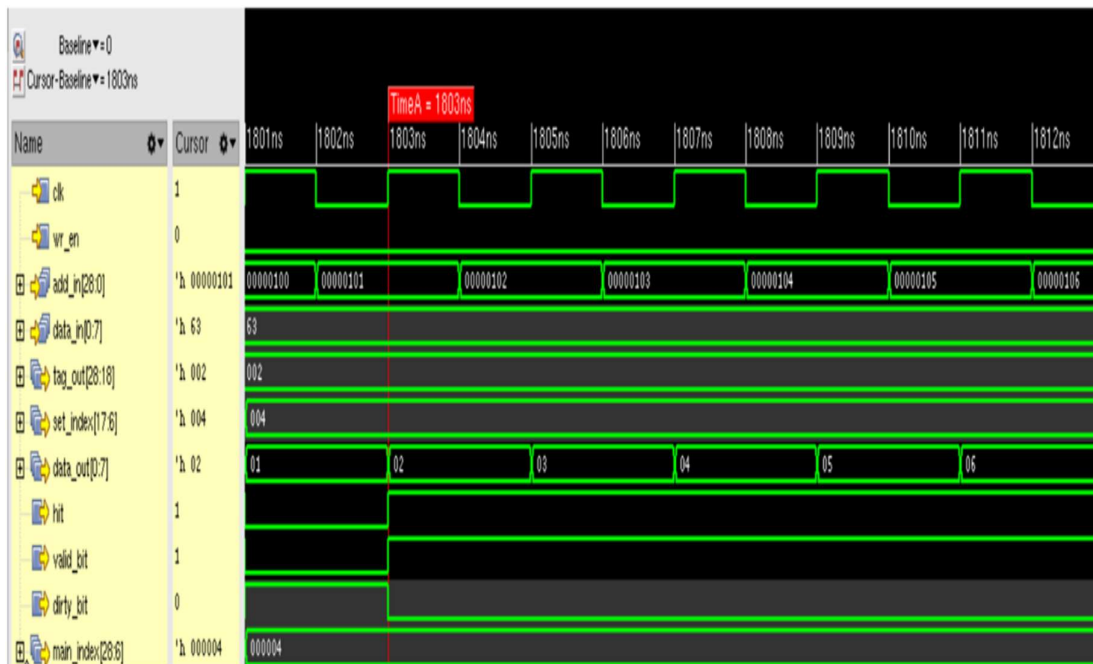 Baseline▼=0
Cursor-Baseline▼=1803ns
TimeA = 1803ns
Name Cursor 1801ns 1802ns 1803ns 1804ns 1805ns 1806ns 1807ns 1808ns 1809ns 1810ns 1811ns 1812ns
clk 1
wr_en 0
add_in[28:0] 'h 00000101 00000100 00000101 00000102 00000103 00000104 00000105 00000106
data_in[0:7] 'h 63 63
tag_out[28:18] 'h 002 002
set_index[17:6] 'h 004 004
data_out[0:7] 'h 02 01 02 03 04 05 06
hit 1
valid_bit 1
dirty_bit 0
main_index[28:6] 'h 000004 000004